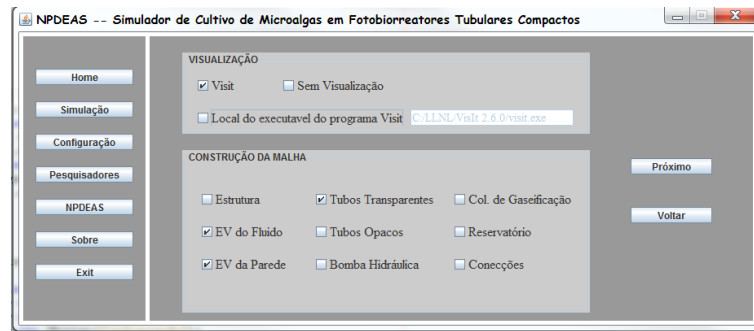 NPDEAS -- Simulador de Cultivo de Microalgas em Fotobiorreatores Tubulares Compactos
Home
Simulação
Configuração
Pesquisadores
NPDEAS
Sobre
Exit
VISUALIZAÇÃO
Visit Sem Visualização
Local do executavel do programa Visit C:/LLNL/VisIt 2.6.0/visit.exe
CONSTRUÇÃO DA MALHA
Estrutura Tubos Transparentes Col. de Gaseificação
EV do Fluido Tubos Opacos Reservatório
EV da Parede Bomba Hidráulica Conecções
Próximo
Voltar